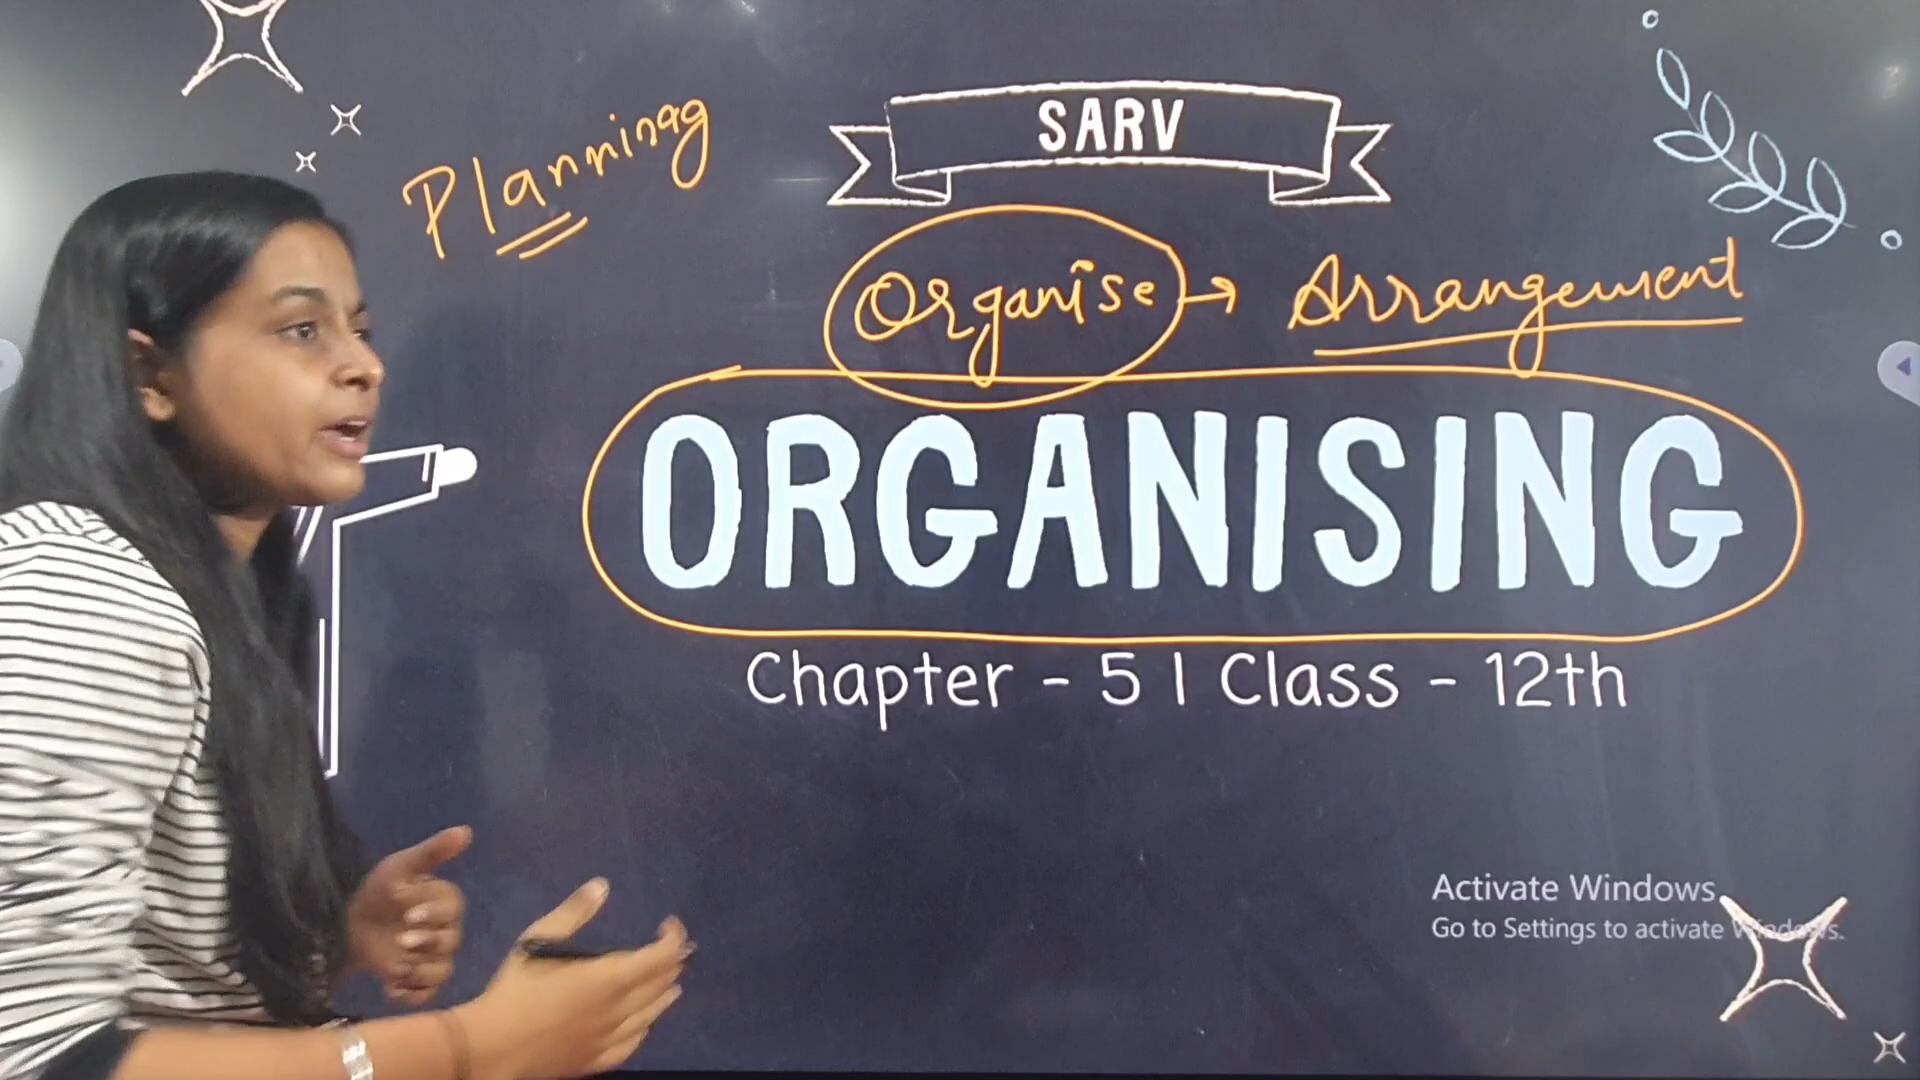 SARV
Planninag
Organise → Arrangement
ORGANISING
Chapter - 5 | Class - 12th
Activate Windows
Go to Settings to activate Windows.